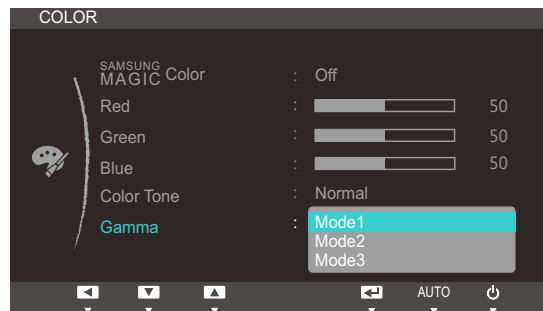 COLOR
SAMSUNG MAGIC Color : Off
Red : 50
Green : 50
Blue : 50
Color Tone : Normal
Gamma : Mode1
Mode2
Mode3
AUTO